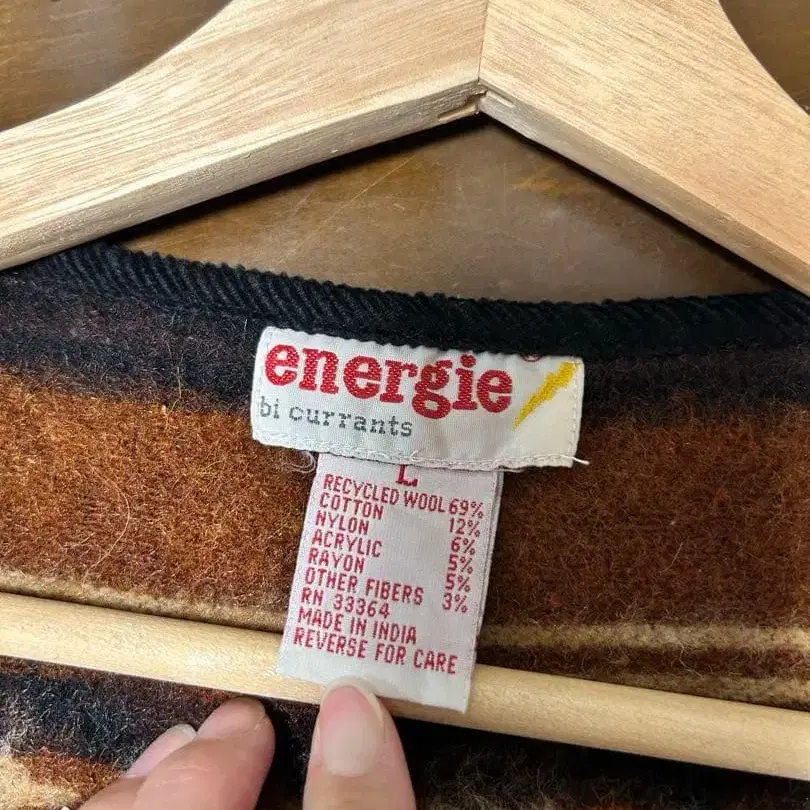 energie
bi currants
L
RECYCLED WOOL 69%
COTTON 12%
NYLON 6%
ACRYLIC 5%
RAYON 5%
OTHER FIBERS 3%
RN 33364
MADE IN INDIA
REVERSE FOR CARE